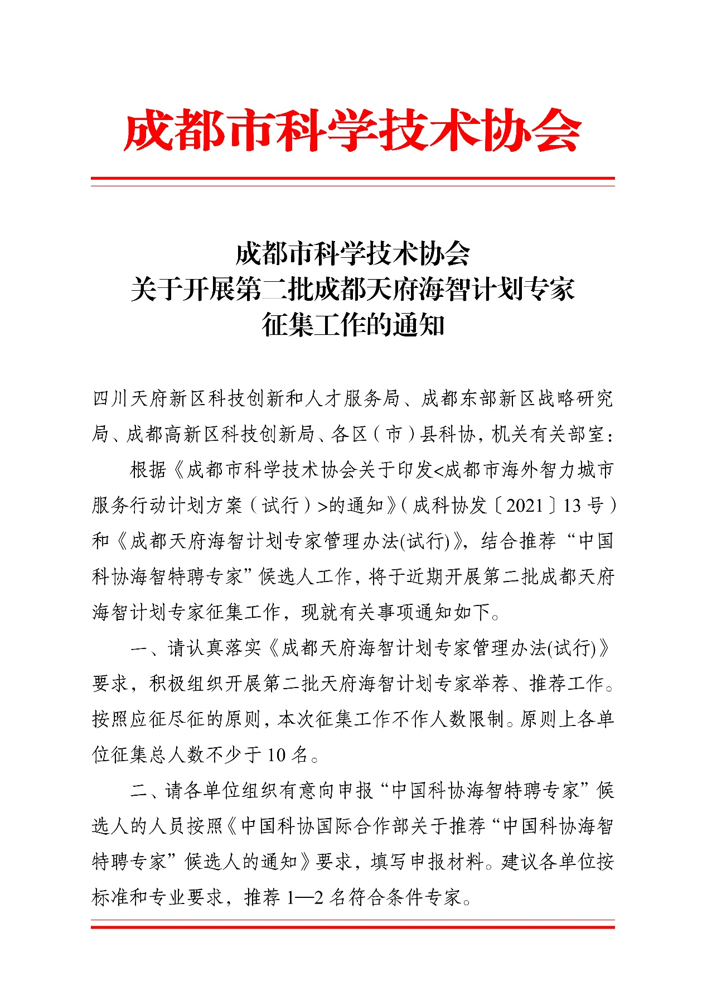 成都市科学技术协会
成都市科学技术协会
关于开展第二批成都天府海智计划专家
征集工作的通知
四川天府新区科技创新和人才服务局、成都东部新区战略研究
局、成都高新区科技创新局、各区（市）县科协，机关有关部室：
根据《成都市科学技术协会关于印发<成都市海外智力城市
服务行动计划方案（试行）>的通知》（成科协发〔2021〕13 号）
和《成都天府海智计划专家管理办法(试行)》，结合推荐“中国
科协海智特聘专家”候选人工作，将于近期开展第二批成都天府
海智计划专家征集工作，现就有关事项通知如下。
一、请认真落实《成都天府海智计划专家管理办法(试行)》
要求，积极组织开展第二批天府海智计划专家举荐、推荐工作。
按照应征尽征的原则，本次征集工作不作人数限制。原则上各单
位征集总人数不少于 10 名。
二、请各单位组织有意向申报“中国科协海智特聘专家”候
选人的人员按照《中国科协国际合作部关于推荐“中国科协海智
特聘专家”候选人的通知》要求，填写申报材料。建议各单位按
标准和专业要求，推荐 1—2 名符合条件专家。